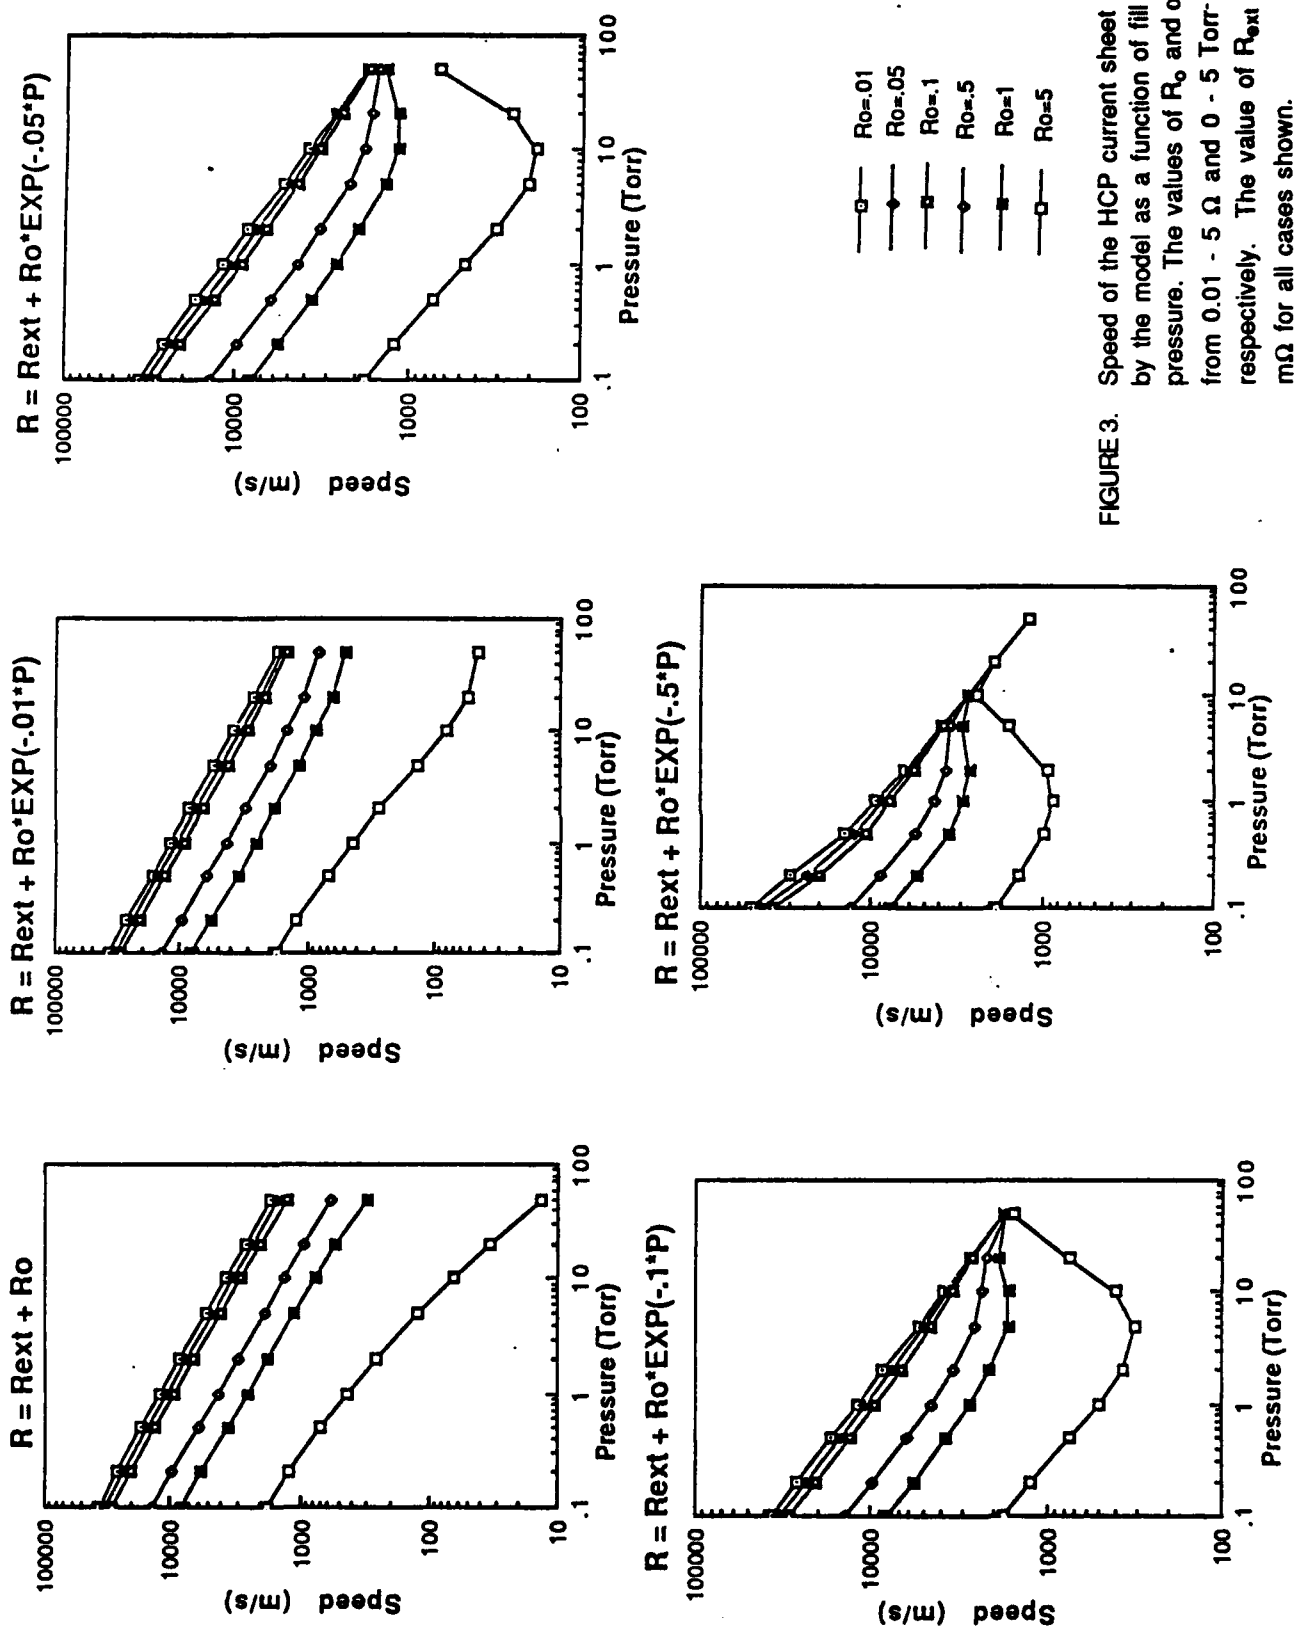 R = Rext + Ro
100000
10000
1000
100
10
Speed (m/s)
.1
1
10
100
Pressure (Torr)
R = Rext + Ro*EXP(-.01*P)
100000
10000
1000
100
10
Speed (m/s)
.1
1
10
100
Pressure (Torr)
R = Rext + Ro*EXP(-.05*P)
100000
10000
1000
100
Speed (m/s)
.1
1
10
100
Pressure (Torr)
R = Rext + Ro*EXP(-.1*P)
100000
10000
1000
100
Speed (m/s)
.1
1
10
100
Pressure (Torr)
R = Rext + Ro*EXP(-.5*P)
100000
10000
1000
100
Speed (m/s)
.1
1
10
100
Pressure (Torr)
Ro=.01
Ro=.05
Ro=.1
Ro=.5
Ro=1
Ro=5
FIGURE 3. Speed of the HCP current sheet
by the model as a function of fill
pressure. The values of Ro and
from 0.01 - 5 Ω and 0 - 5 Torr-
respectively. The value of Rext
mΩ for all cases shown.